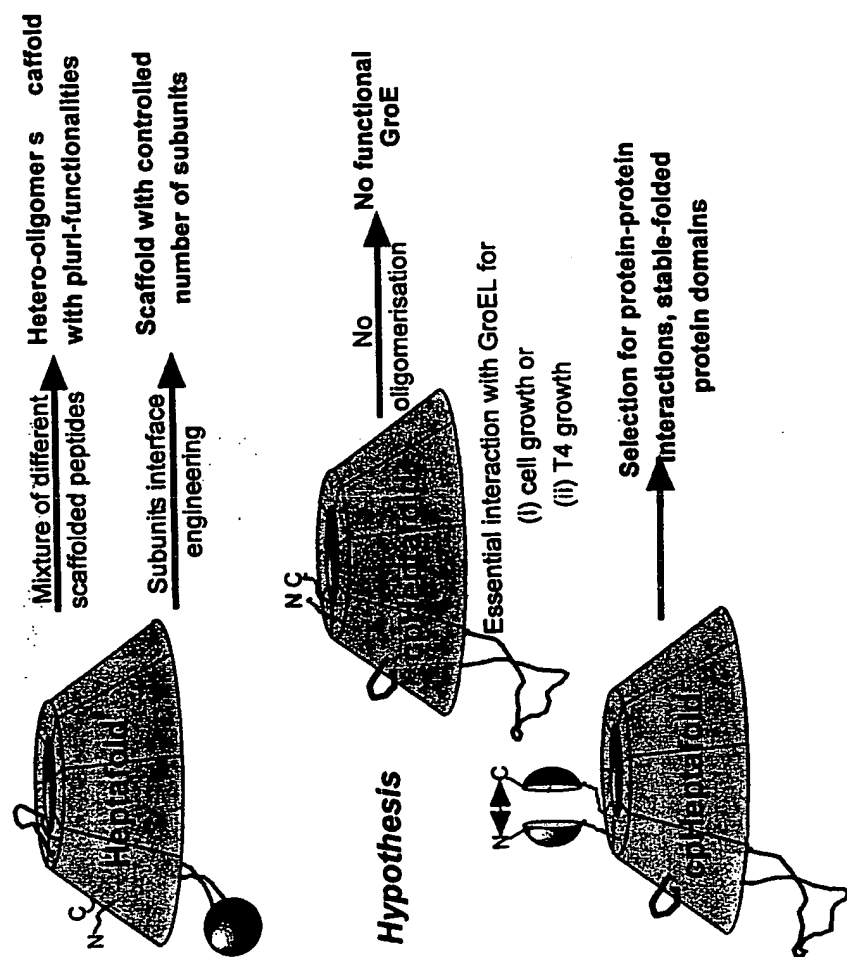 Heptafold
N
C
Mixture of different
scaffolded peptides
Hetero-oligomer s caffold
with pluri-functionalities
Subunits interface
engineering
Scaffold with controlled
number of subunits
Hypothesis
N C
cpHeptafold
No
oligomerisation
No functional
GroE
Essential interaction with GroEL for
(i) cell growth or
(ii) T4 growth
N
C
cpHeptafold
Selection for protein-protein
interactions, stable-folded
protein domains